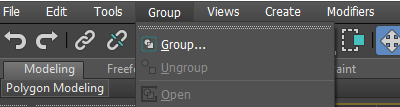 File Edit Tools Group Views Create Modifiers
Group...
Ungroup
Modeling
Polygon Modeling
Open